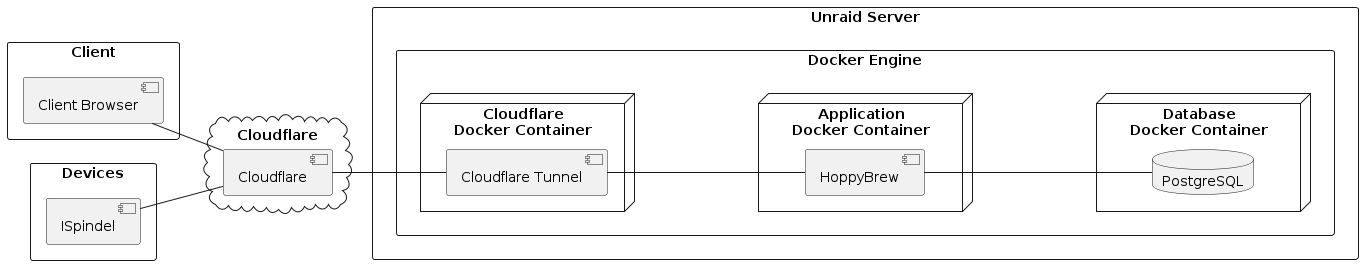 Client
Client Browser
Devices
ISpindel
Cloudflare
Cloudflare
Unraid Server
Docker Engine
Cloudflare
Docker Container
Cloudflare Tunnel
Application
Docker Container
HoppyBrew
Database
Docker Container
PostgreSQL